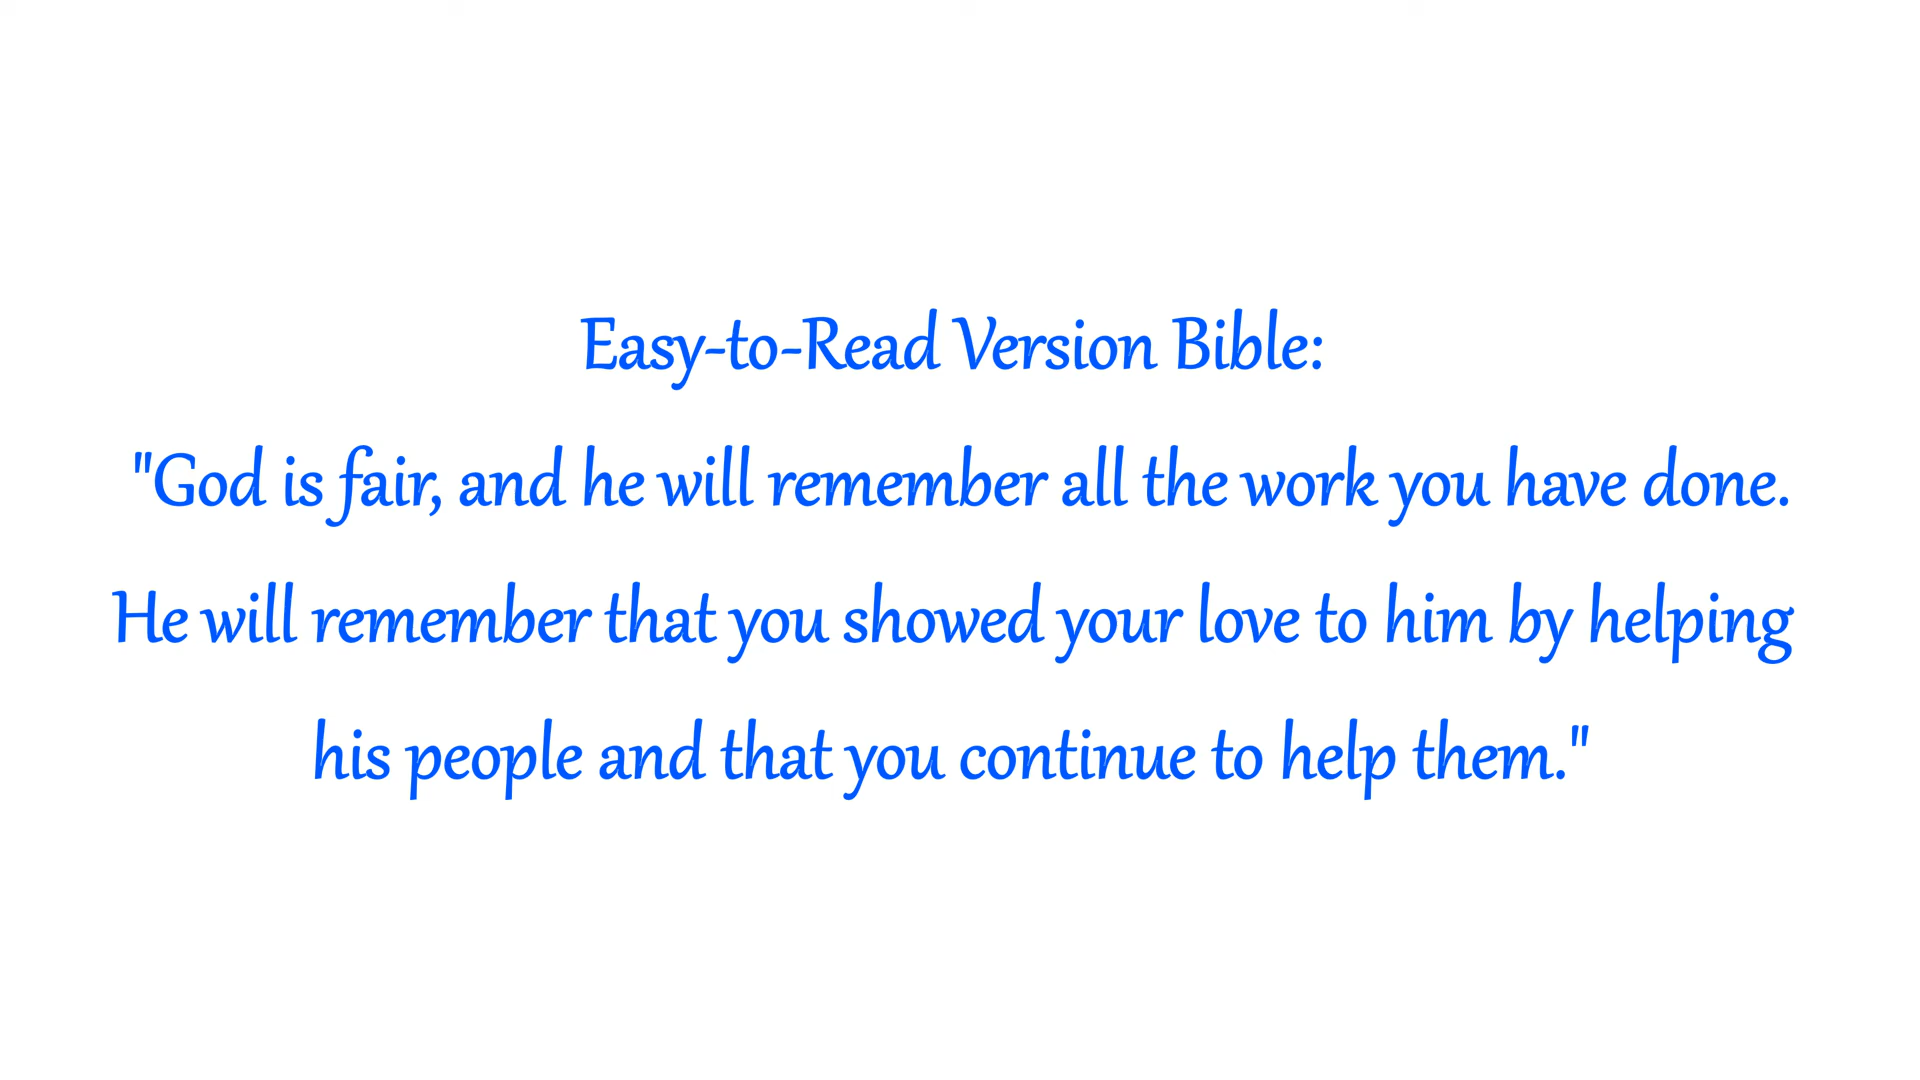 Easy-to-Read Version Bible:
"God is fair, and he will remember all the work you have done.
He will remember that you showed your love to him by helping
his people and that you continue to help them."